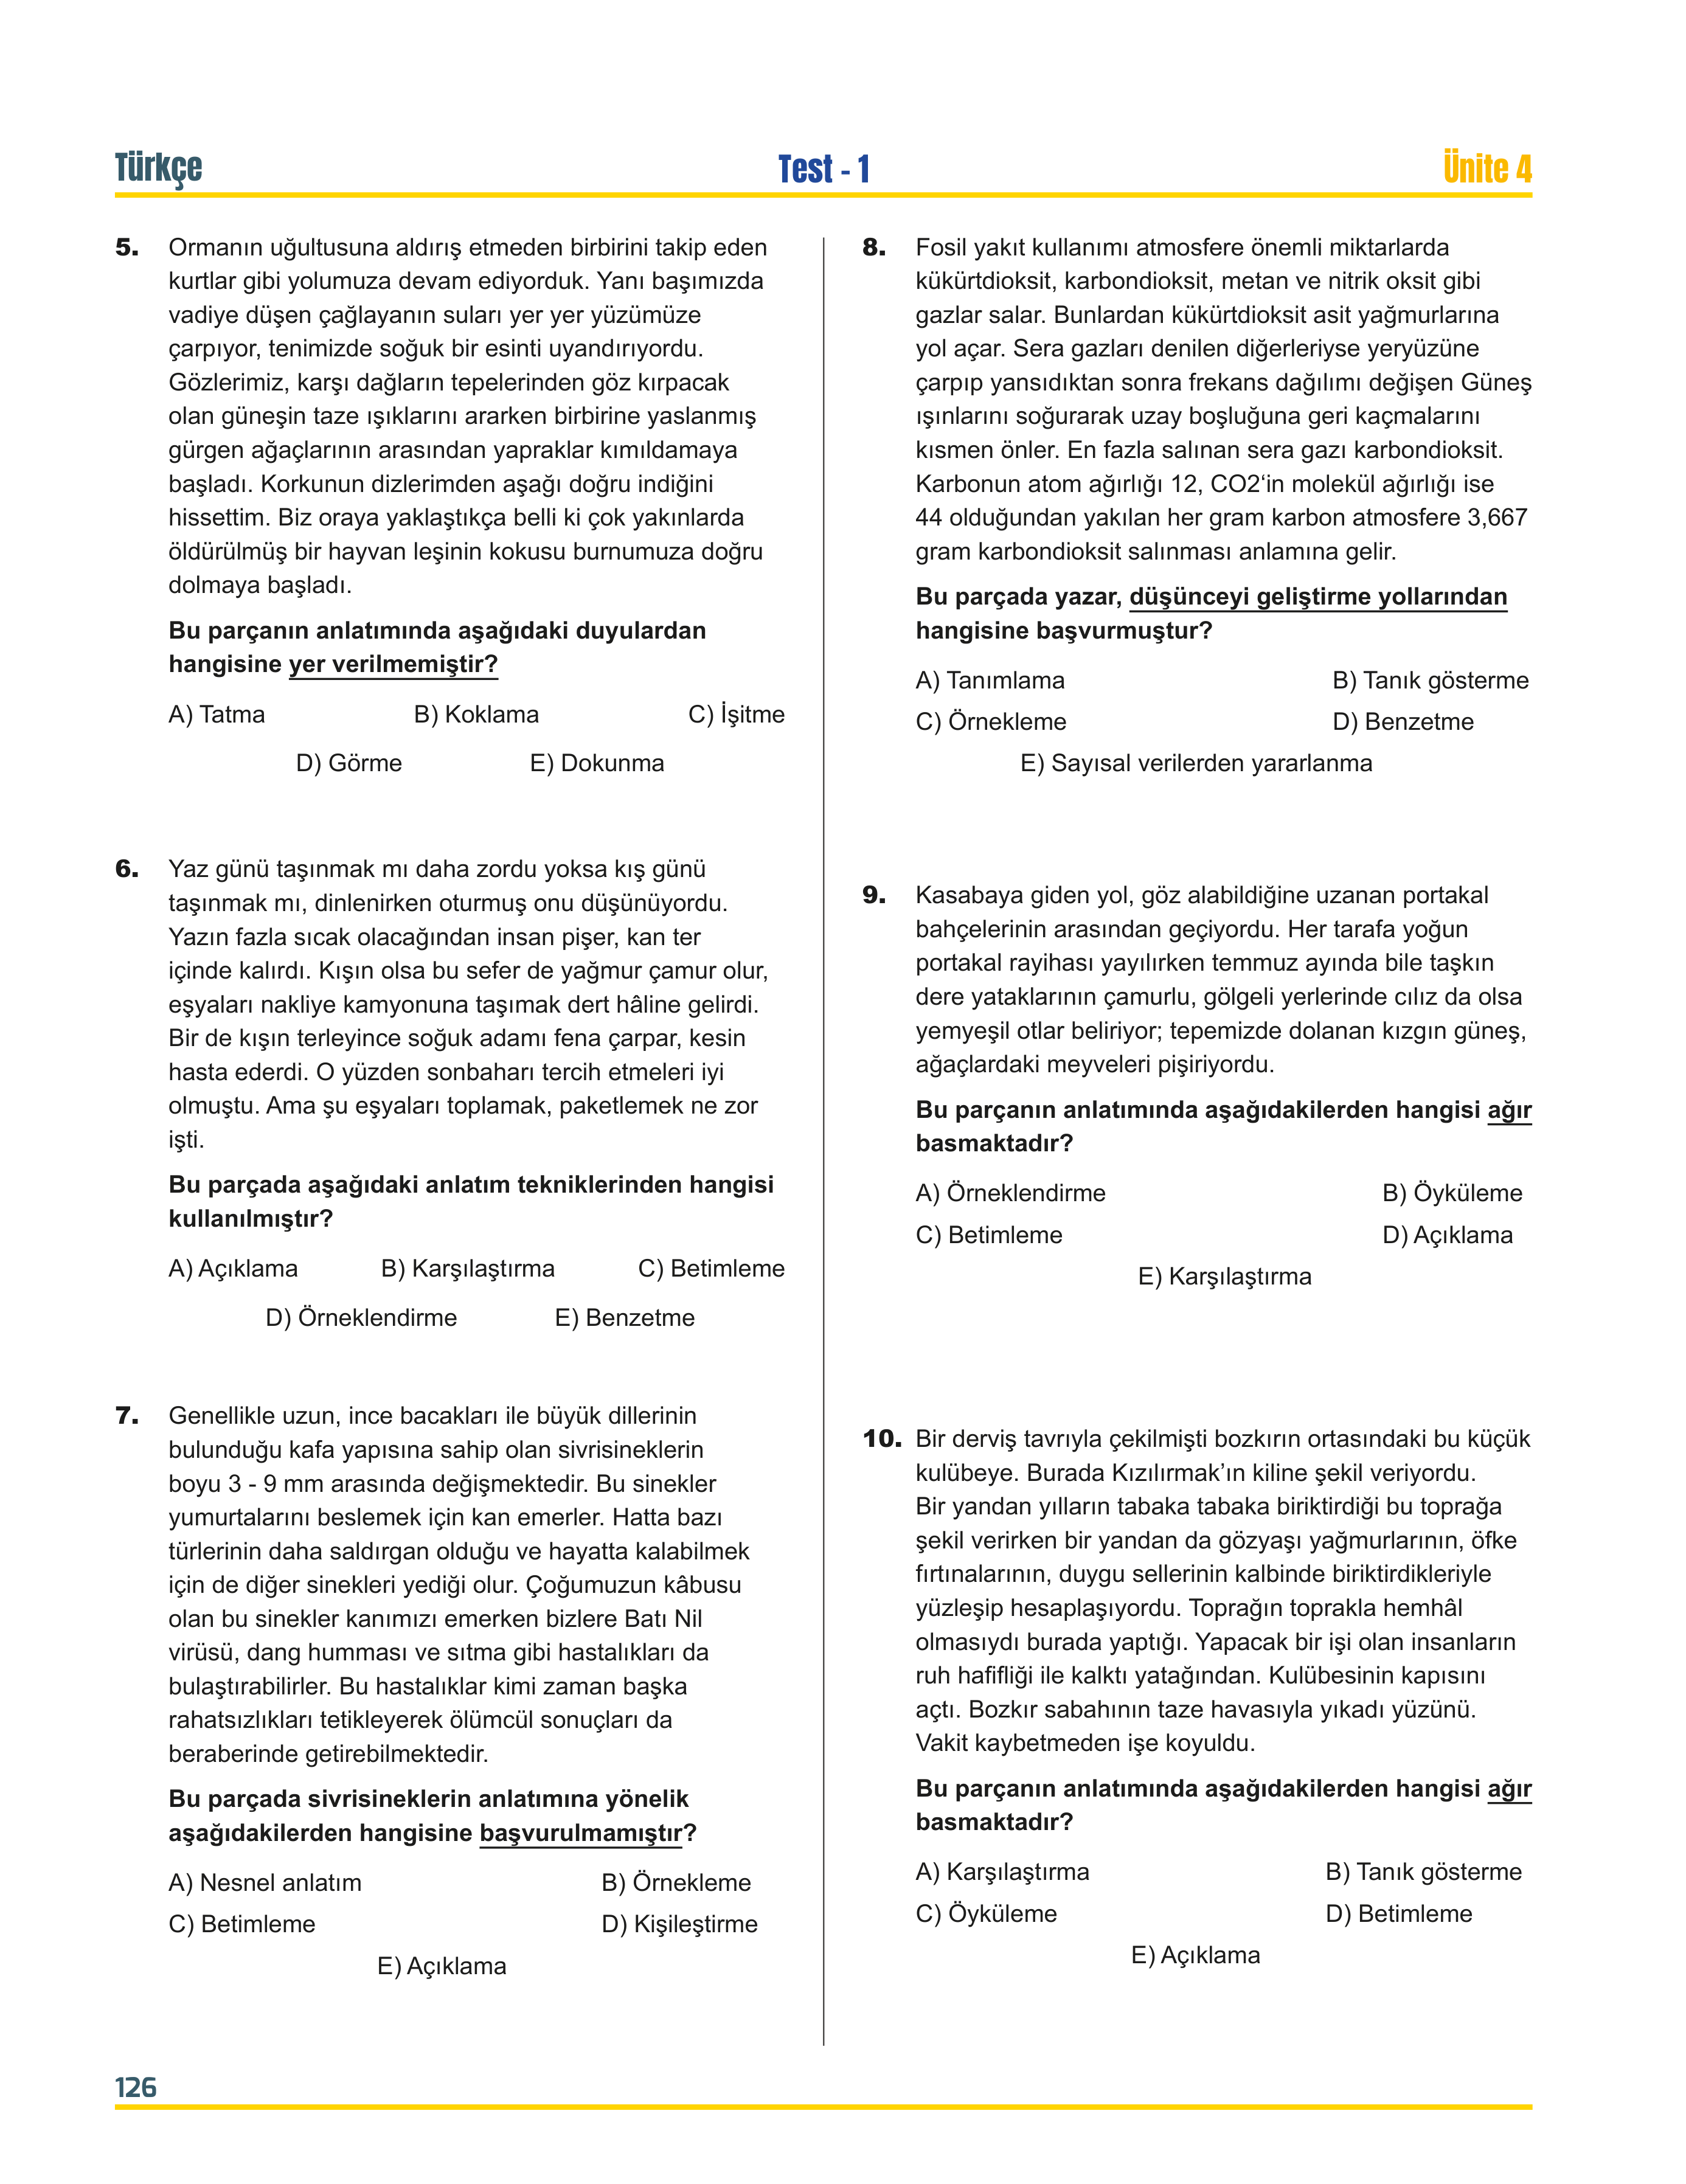 Türkçe
Test - 1
Ünite 4
5. Ormanın uğultusuna aldırış etmeden birbirini takip eden
kurtlar gibi yolumuza devam ediyorduk. Yanı başımızda
vadiye düşen çağlayanın suları yer yer yüzümüze
çarpıyor, tenimizde soğuk bir esinti uyandırıyordu.
Gözlerimiz, karşı dağların tepelerinden göz kırpacak
olan güneşin taze ışıklarını ararken birbirine yaslanmış
gürgen ağaçlarının arasından yapraklar kımıldamaya
başladı. Korkunun dizlerimden aşağı doğru indiğini
hissettim. Biz oraya yaklaştıkça belli ki çok yakınlarda
öldürülmüş bir hayvan leşinin kokusu burnumuza doğru
dolmaya başladı.
Bu parçanın anlatımında aşağıdaki duyulardan
hangisine yer verilmemiştir?
A) Tatma B) Koklama C) İşitme
D) Görme E) Dokunma
6. Yaz günü taşınmak mı daha zordu yoksa kış günü
taşınmak mı, dinlenirken oturmuş onu düşünüyordu.
Yazın fazla sıcak olacağından insan pişer, kan ter
içinde kalırdı. Kışın olsa bu sefer de yağmur çamur olur,
eşyaları nakliye kamyonuna taşımak dert hâline gelirdi.
Bir de kışın terleyince soğuk adamı fena çarpar, kesin
hasta ederdi. O yüzden sonbaharı tercih etmeleri iyi
olmuştu. Ama şu eşyaları toplamak, paketlemek ne zor
işti.
Bu parçada aşağıdaki anlatım tekniklerinden hangisi
kullanılmıştır?
A) Açıklama B) Karşılaştırma C) Betimleme
D) Örneklendirme E) Benzetme
7. Genellikle uzun, ince bacakları ile büyük dillerinin
bulunduğu kafa yapısına sahip olan sivrisineklerin
boyu 3 - 9 mm arasında değişmektedir. Bu sinekler
yumurtalarını beslemek için kan emerler. Hatta bazı
türlerinin daha saldırgan olduğu ve hayatta kalabilmek
için de diğer sinekleri yediği olur. Çoğumuzun kâbusu
olan bu sinekler kanımızı emerken bizlere Batı Nil
virüsü, dang humması ve sıtma gibi hastalıkları da
bulaştırabilirler. Bu hastalıklar kimi zaman başka
rahatsızlıkları tetikleyerek ölümcül sonuçları da
beraberinde getirebilmektedir.
Bu parçada sivrisineklerin anlatımına yönelik
aşağıdakilerden hangisine başvurulmamıştır?
A) Nesnel anlatım B) Örnekleme
C) Betimleme D) Kişileştirme
E) Açıklama
8. Fosil yakıt kullanımı atmosfere önemli miktarlarda
kükürtdioksit, karbondioksit, metan ve nitrik oksit gibi
gazlar salar. Bunlardan kükürtdioksit asit yağmurlarına
yol açar. Sera gazları denilen diğerleriyse yeryüzüne
çarpıp yansıdıktan sonra frekans dağılımı değişen Güneş
ışınlarını soğurarak uzay boşluğuna geri kaçmalarını
kısmen önler. En fazla salınan sera gazı karbondioksit.
Karbonun atom ağırlığı 12, CO2‘in molekül ağırlığı ise
44 olduğundan yakılan her gram karbon atmosfere 3,667
gram karbondioksit salınması anlamına gelir.
Bu parçada yazar, düşünceyi geliştirme yollarından
hangisine başvurmuştur?
A) Tanımlama B) Tanık gösterme
C) Örnekleme D) Benzetme
E) Sayısal verilerden yararlanma
9. Kasabaya giden yol, göz alabildiğine uzanan portakal
bahçelerinin arasından geçiyordu. Her tarafa yoğun
portakal rayihası yayılırken temmuz ayında bile taşkın
dere yataklarının çamurlu, gölgeli yerlerinde cılız da olsa
yemyeşil otlar beliriyor; tepemizde dolanan kızgın güneş,
ağaçlardaki meyveleri pişiriyordu.
Bu parçanın anlatımında aşağıdakilerden hangisi ağır
basmaktadır?
A) Örneklendirme B) Öyküleme
C) Betimleme D) Açıklama
E) Karşılaştırma
10. Bir derviş tavrıyla çekilmişti bozkırın ortasındaki bu küçük
kulübeye. Burada Kızılırmak’ın kiline şekil veriyordu.
Bir yandan yılların tabaka tabaka biriktirdiği bu toprağa
şekil verirken bir yandan da gözyaşı yağmurlarının, öfke
fırtınalarının, duygu sellerinin kalbinde biriktirdikleriyle
yüzleşip hesaplaşıyordu. Toprağın toprakla hemhâl
olmasıydı burada yaptığı. Yapacak bir işi olan insanların
ruh hafifliği ile kalktı yatağından. Kulübesinin kapısını
açtı. Bozkır sabahının taze havasıyla yıkadı yüzünü.
Vakit kaybetmeden işe koyuldu.
Bu parçanın anlatımında aşağıdakilerden hangisi ağır
basmaktadır?
A) Karşılaştırma B) Tanık gösterme
C) Öyküleme D) Betimleme
E) Açıklama
126